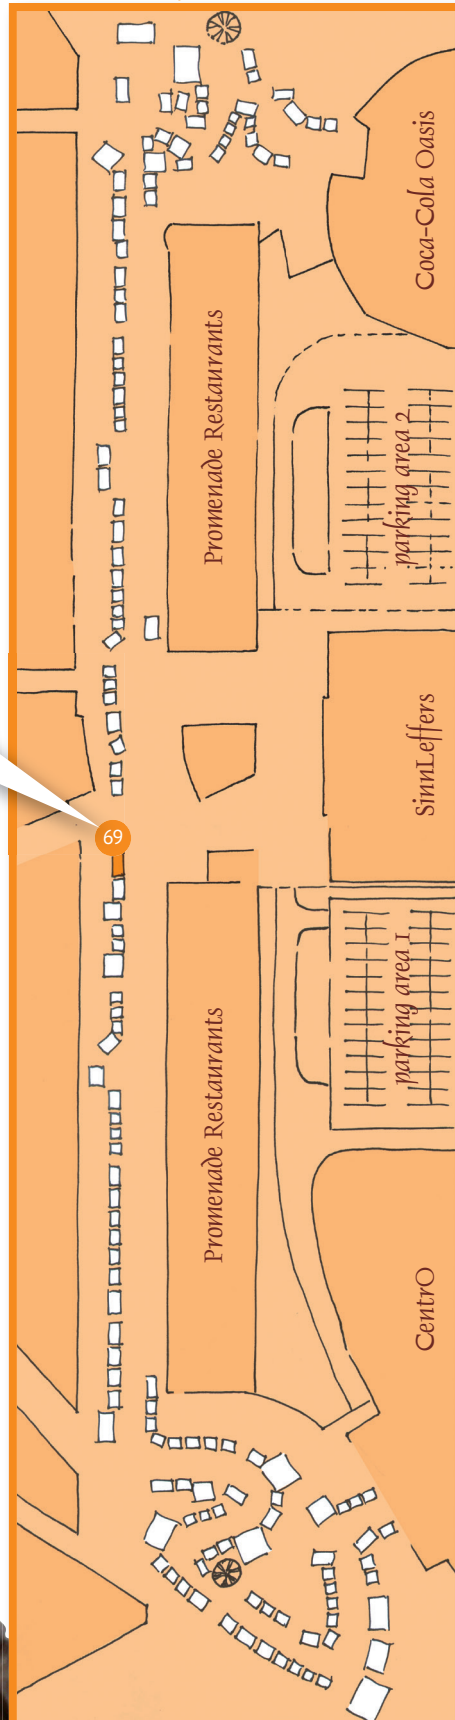 Coca-Cola Oasis
Promenade Restaurants
parking area 2
SinnLeffers
69
parking area 1
Promenade Restaurants
CentrO